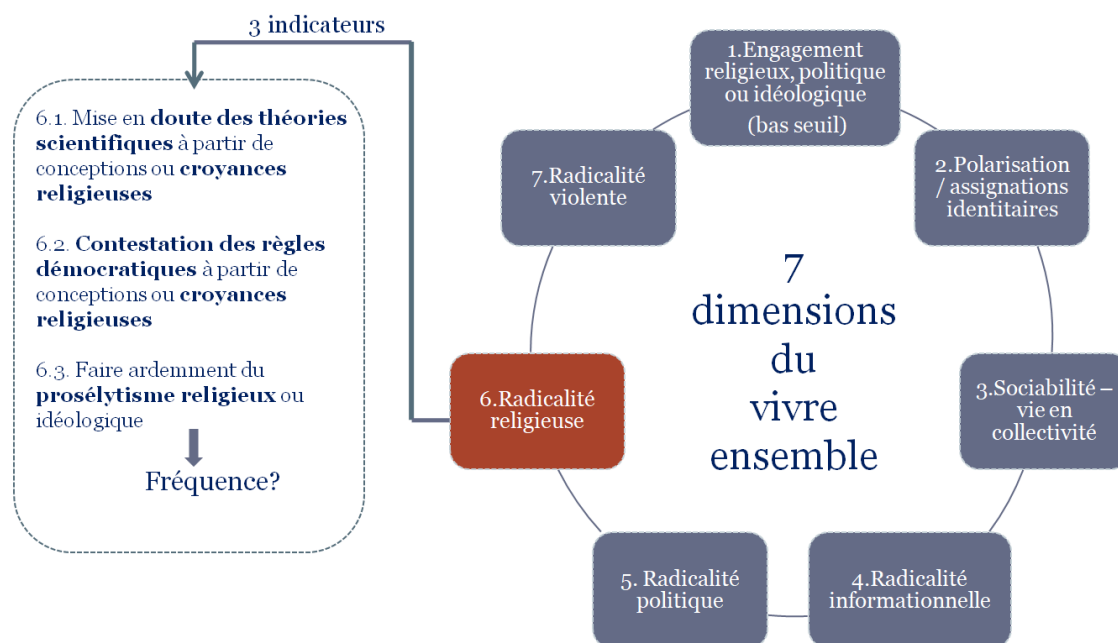 3 indicateurs
6.1. Mise en doute des théories
scientifiques à partir de
conceptions ou croyances
religieuses
6.2. Contestation des règles
démocratiques à partir de
conceptions ou croyances
religieuses
6.3. Faire ardemment du
prosélytisme religieux ou
idéologique
Fréquence?
1.Engagement
religieux, politique
ou idéologique
(bas seuil)
2.Polarisation
/ assignations
identitaires
3.Sociabilité –
vie en
collectivité
4.Radicalité
informationnelle
5. Radicalité
politique
6.Radicalité
religieuse
7.Radicalité
violente
7
dimensions
du
vivre
ensemble